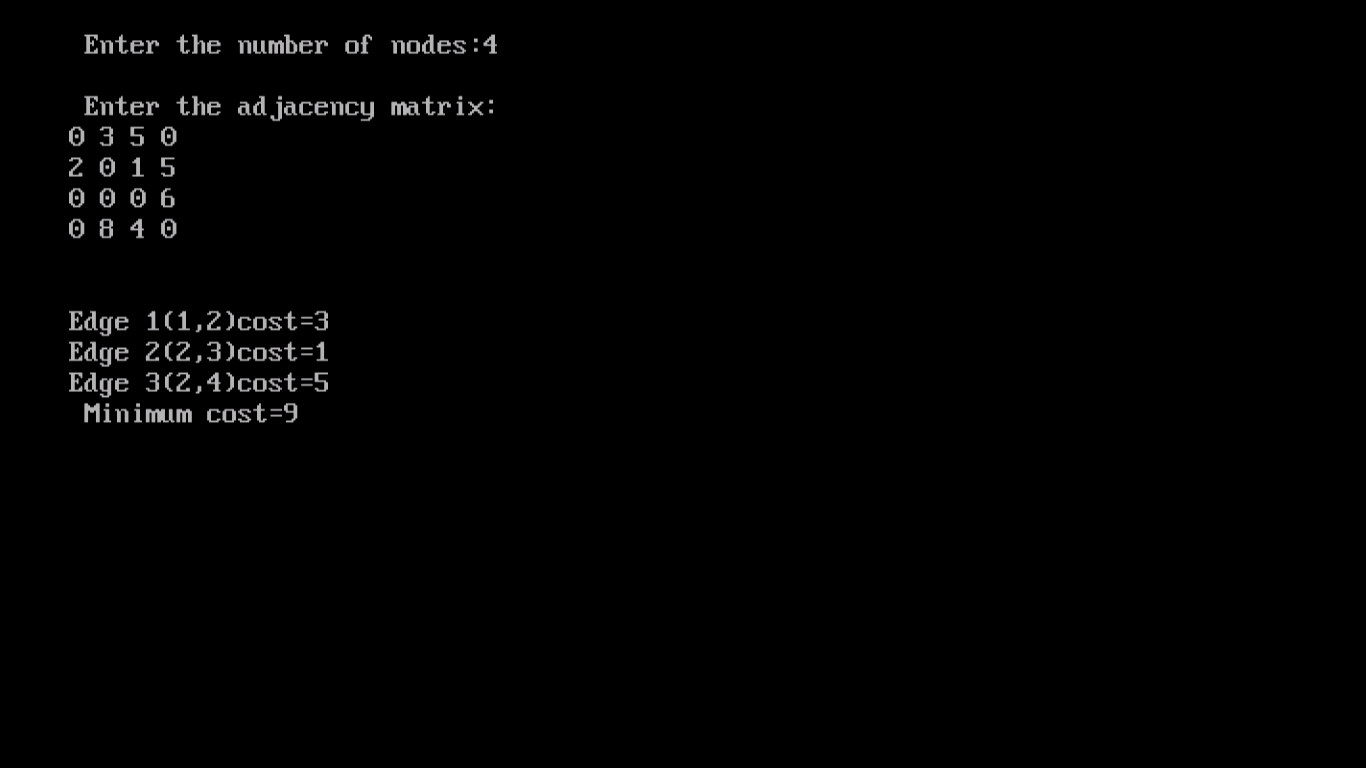 Enter the number of nodes:4
Enter the adjacency matrix:
0 3 5 0
2 0 1 5
0 0 0 6
0 8 4 0
Edge 1(1,2)cost=3
Edge 2(2,3)cost=1
Edge 3(2,4)cost=5
Minimum cost=9